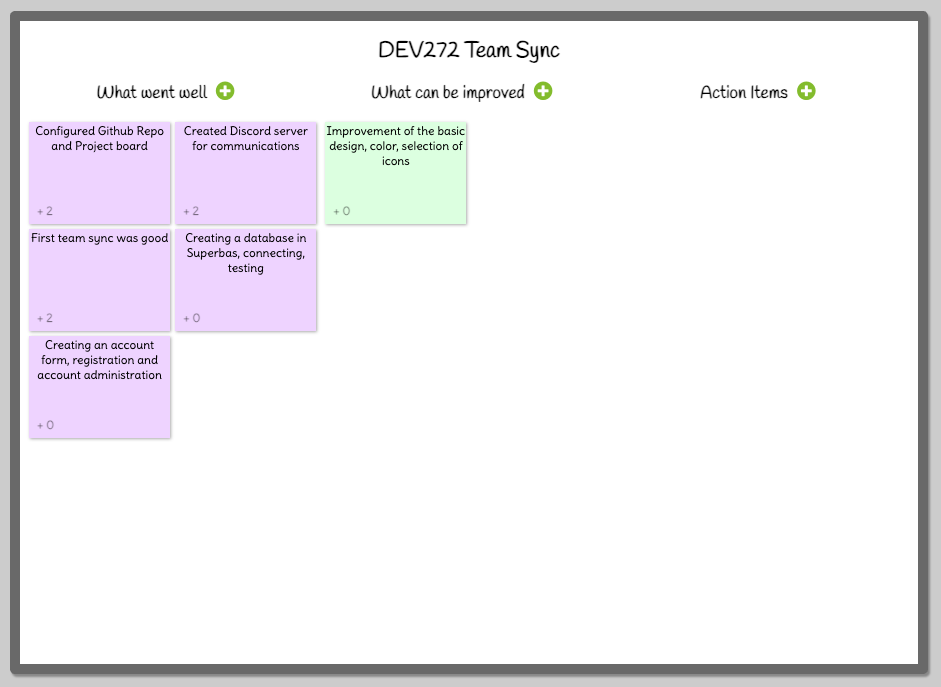 DEV272 Team Sync
What went well
What can be improved
Action Items
Configured Github Repo
and Project board
+ 2
Created Discord server
for communications
+ 2
Improvement of the basic
design, color, selection of
icons
+ 0
First team sync was good
+ 2
Creating a database in
Superbas, connecting,
testing
+ 0
Creating an account
form, registration and
account administration
+ 0